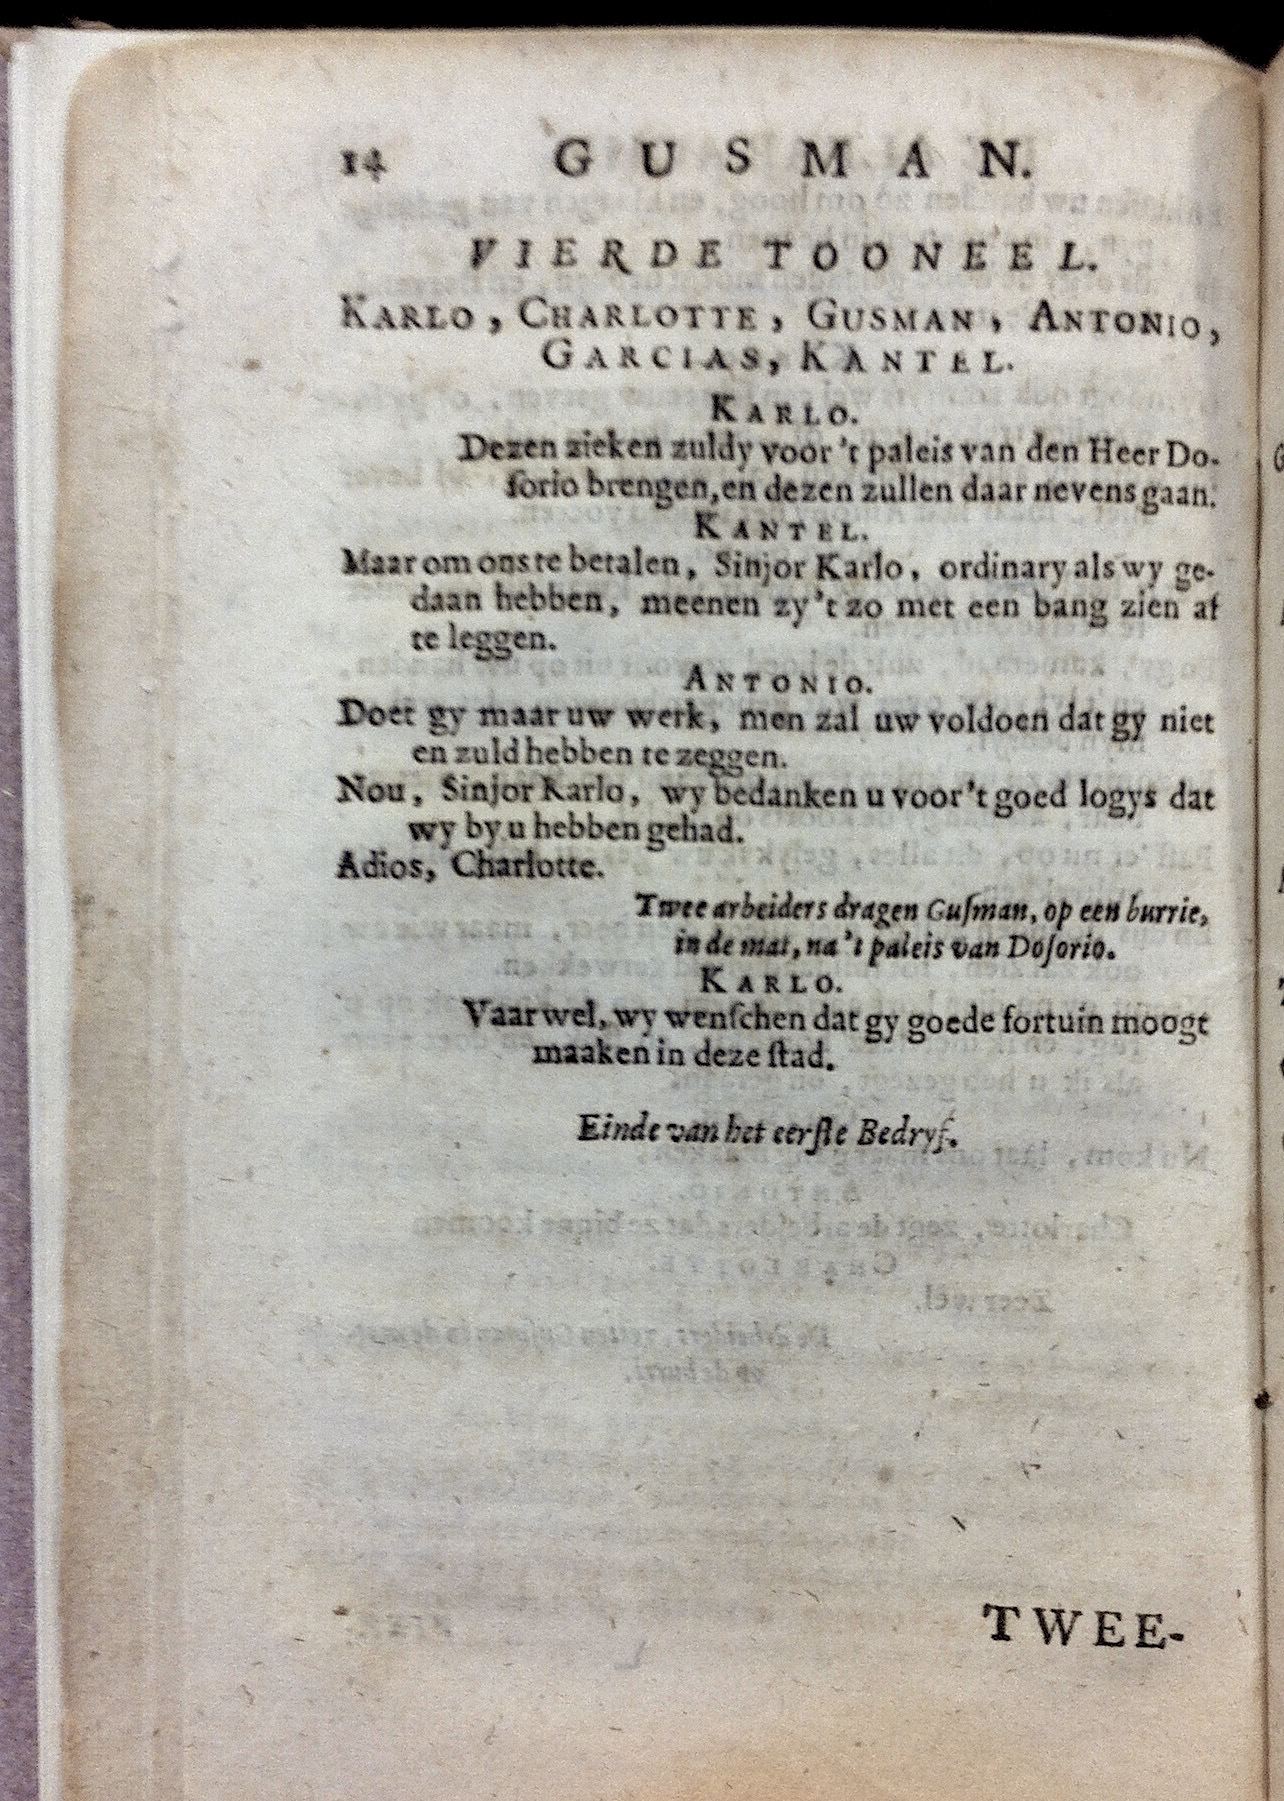 14 GUSMAN.
VIERDE TOONEEL.
KARLO, CHARLOTTE, GUSMAN, ANTONIO,
GARCIAS, KANTEL.
KARLO.
Dezen zieken zuldy voor 't paleis van den Heer Do-
ſorio brengen, en dezen zullen daar nevens gaan.
KANTEL.
Maar om ons te betalen, Sinjor Karlo, ordinary als wy ge-
daan hebben, meenen zy 't zo met een bang zien af
te leggen.
ANTONIO.
Doet gy maar uw werk, men zal uw voldoen dat gy niet
en zuld hebben te zeggen.
Nou, Sinjor Karlo, wy bedanken u voor 't goed logys dat
wy by u hebben gehad.
Adios, Charlotte.
Twee arbeiders dragen Guſman, op een burrie,
in de mat, na 't paleis van Doſorio.
KARLO.
Vaarwel, wy wenſchen dat gy goede fortuin moogt
maaken in deze ſtad.
Einde van het eerſte Bedryf.
TWEE-